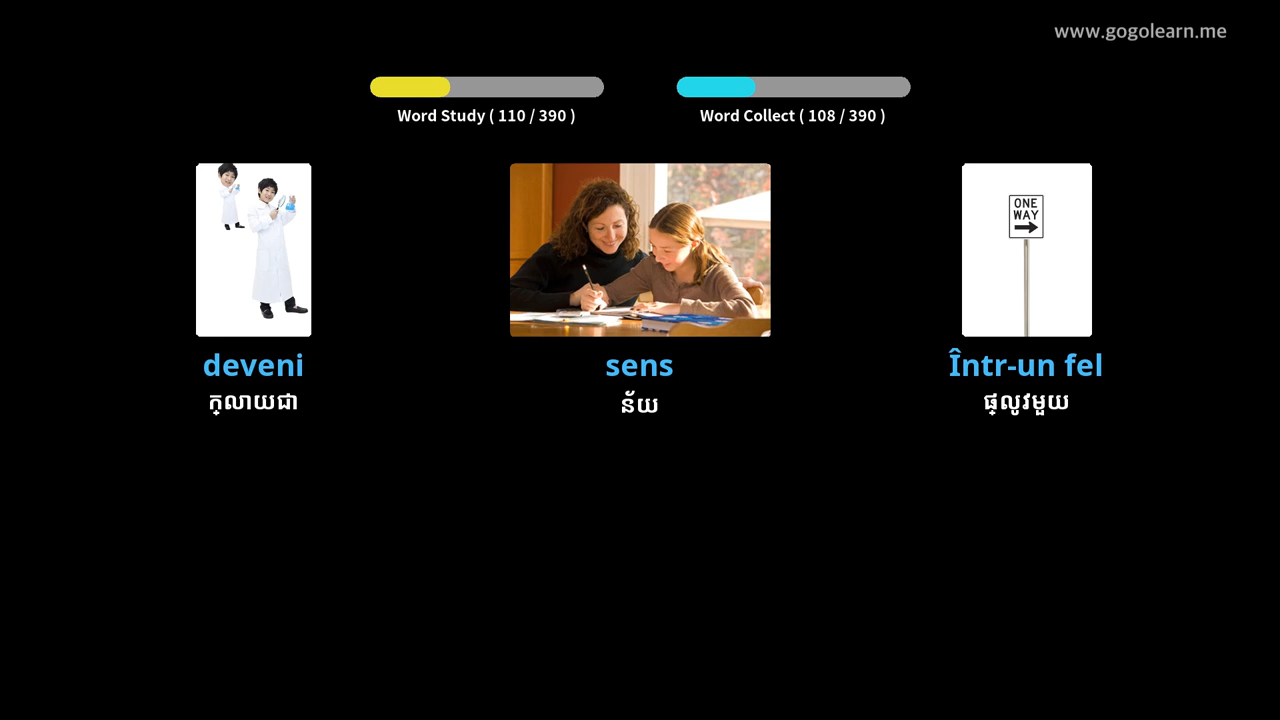 www.gogolearn.me
Word Study ( 110 / 390 )
Word Collect ( 108 / 390 )
ONE
WAY
deveni
sens
Într-un fel
ក្លាយជា
ន័យ
ផ្លូវមួយ